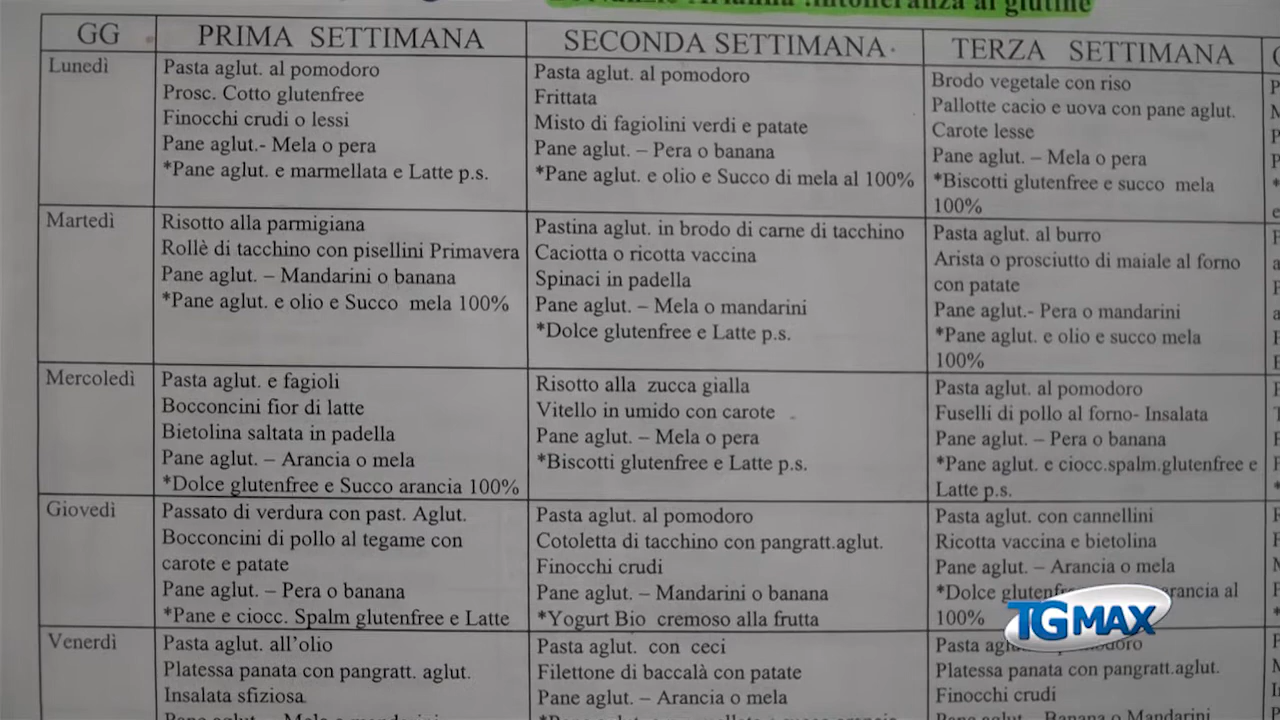 intolleranza al glutine
GG
PRIMA SETTIMANA
SECONDA SETTIMANA
TERZA SETTIMANA
Lunedì
Pasta aglut. al pomodoro
Prosc. Cotto glutenfree
Finocchi crudi o lessi
Pane aglut.- Mela o pera
*Pane aglut. e marmellata e Latte p.s.
Pasta aglut. al pomodoro
Frittata
Misto di fagiolini verdi e patate
Pane aglut. – Pera o banana
*Pane aglut. e olio e Succo di mela al 100%
Brodo vegetale con riso
Pallotte cacio e uova con pane aglut.
Carote lesse
Pane aglut. – Mela o pera
*Biscotti glutenfree e succo mela
100%
Martedì
Risotto alla parmigiana
Rollè di tacchino con pisellini Primavera
Pane aglut. – Mandarini o banana
*Pane aglut. e olio e Succo mela 100%
Pastina aglut. in brodo di carne di tacchino
Caciotta o ricotta vaccina
Spinaci in padella
Pane aglut. – Mela o mandarini
*Dolce glutenfree e Latte p.s.
Pasta aglut. al burro
Arista o prosciutto di maiale al forno
con patate
Pane aglut.- Pera o mandarini
*Pane aglut. e olio e succo mela
100%
Mercoledì
Pasta aglut. e fagioli
Bocconcini fior di latte
Bietolina saltata in padella
Pane aglut. – Arancia o mela
*Dolce glutenfree e Succo arancia 100%
Risotto alla zucca gialla
Vitello in umido con carote
Pane aglut. – Mela o pera
*Biscotti glutenfree e Latte p.s.
Pasta aglut. al pomodoro
Fuselli di pollo al forno- Insalata
Pane aglut. – Pera o banana
*Pane aglut. e ciocc.spalm.glutenfree e
Latte p.s.
Giovedì
Passato di verdura con past. Aglut.
Bocconcini di pollo al tegame con
carote e patate
Pane aglut. – Pera o banana
*Pane e ciocc. Spalm glutenfree e Latte
Pasta aglut. al pomodoro
Cotoletta di tacchino con pangratt.aglut.
Finocchi crudi
Pane aglut. – Mandarini o banana
*Yogurt Bio cremoso alla frutta
Pasta aglut. con cannellini
Ricotta vaccina e bietolina
Pane aglut. – Arancia o mela
*Dolce al
100%
TGMAX
Venerdì
Pasta aglut. all'olio
Platessa panata con pangratt. aglut.
Insalata sfiziosa
Pasta aglut. con ceci
Filettone di baccalà con patate
Pane aglut. – Arancia o mela
Pasta
Platessa panata con pangratt.aglut.
Finocchi crudi
Pane aglut. – Banana o Mandarini